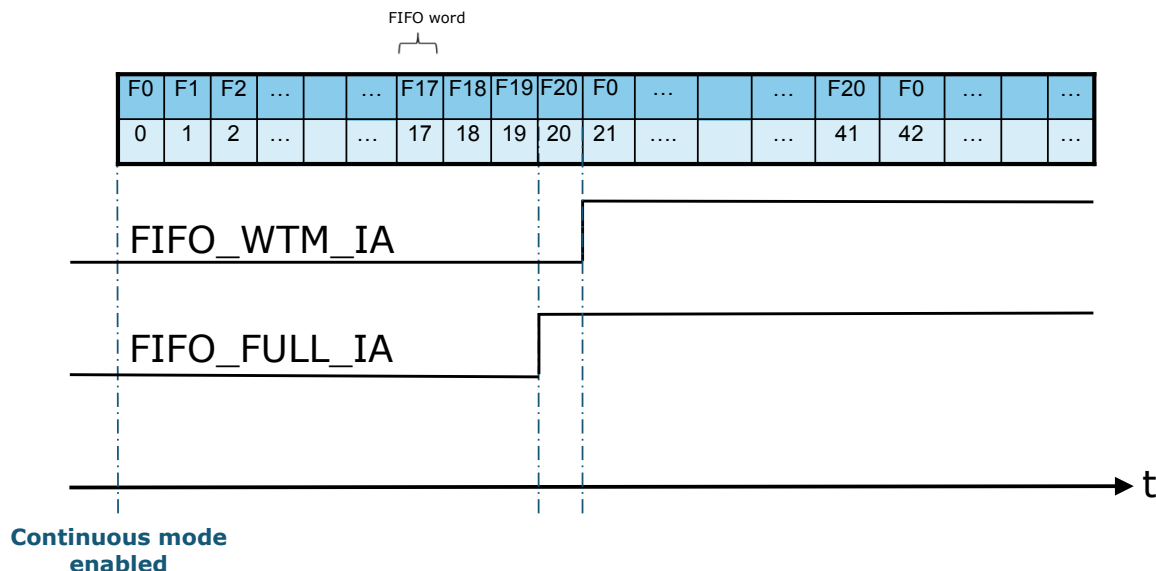 FIFO word
F0 F1 F2 … … F17 F18 F19 F20 F0 … … F20 F0 … …
0 1 2 … … 17 18 19 20 21 …. … 41 42 … …
FIFO_WTM_IA
FIFO_FULL_IA
t
Continuous mode
enabled